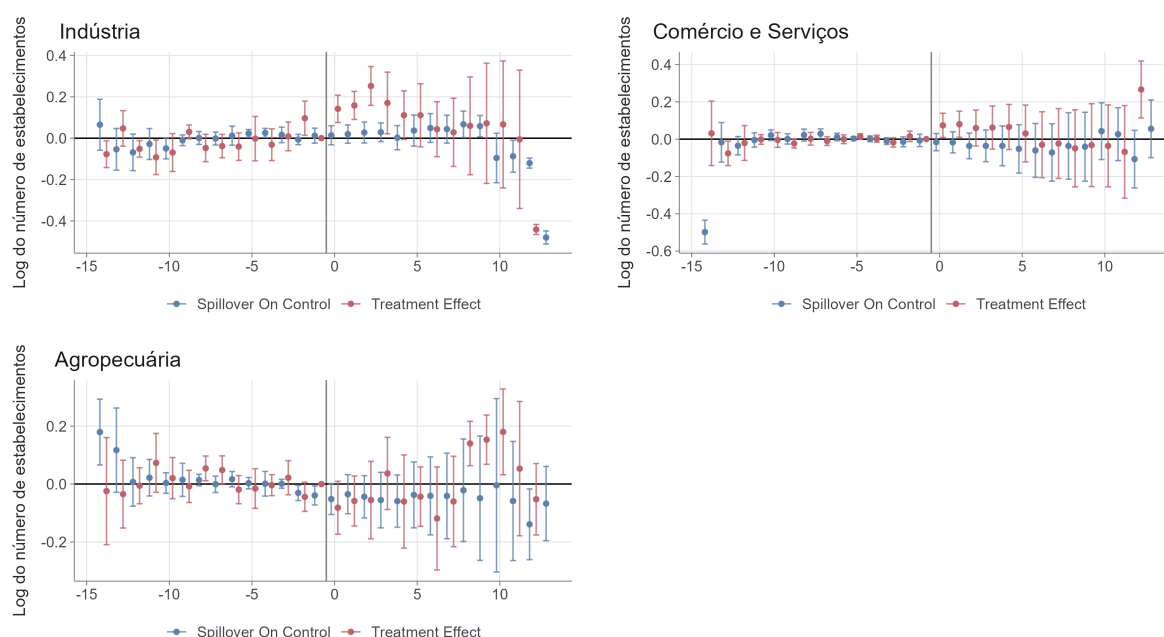 Indústria
Log do número de estabelecimentos
0.4
0.2
0.0
-0.2
-0.4
-15 -10 -5 0 5 10
Spillover On Control Treatment Effect
Comércio e Serviços
Log do número de estabelecimentos
0.4
0.2
0.0
-0.2
-0.4
-0.6
-15 -10 -5 0 5 10
Spillover On Control Treatment Effect
Agropecuária
Log do número de estabelecimentos
0.2
0.0
-0.2
-15 -10 -5 0 5 10
Spillover On Control Treatment Effect